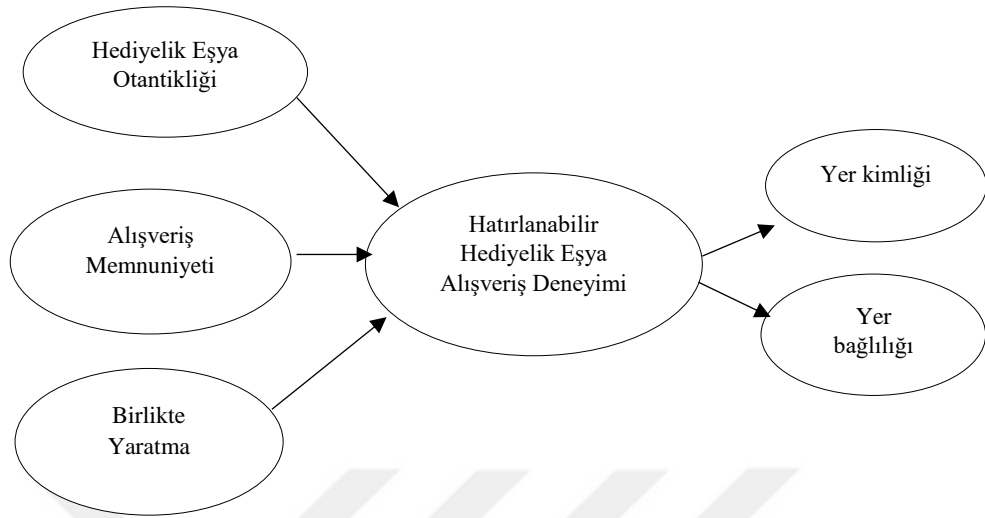 Hediyelik Eşya
Otantikliği
Alışveriş
Memnuniyeti
Birlikte
Yaratma
Hatırlanabilir
Hediyelik Eşya
Alışveriş Deneyimi
Yer kimliği
Yer
bağlılığı